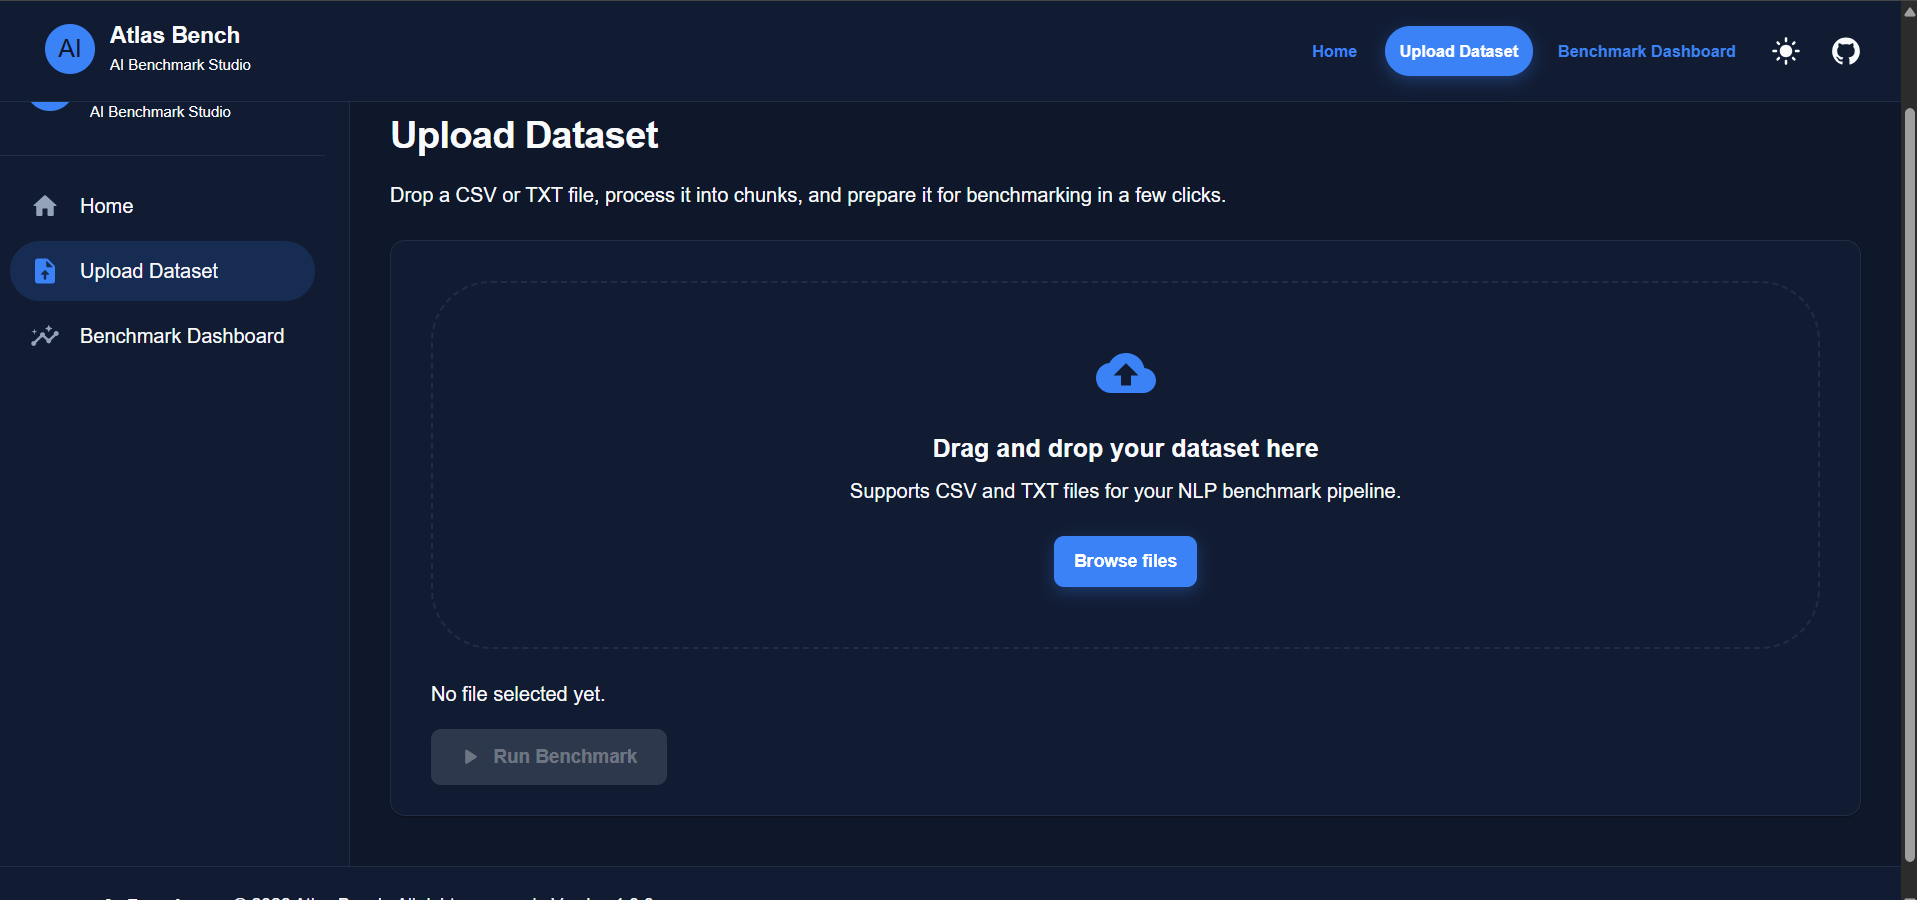 AI
Atlas Bench
AI Benchmark Studio
Home
Upload Dataset
Benchmark Dashboard
AI Benchmark Studio
Home
Upload Dataset
Benchmark Dashboard
Upload Dataset
Drop a CSV or TXT file, process it into chunks, and prepare it for benchmarking in a few clicks.
Drag and drop your dataset here
Supports CSV and TXT files for your NLP benchmark pipeline.
Browse files
No file selected yet.
Run Benchmark